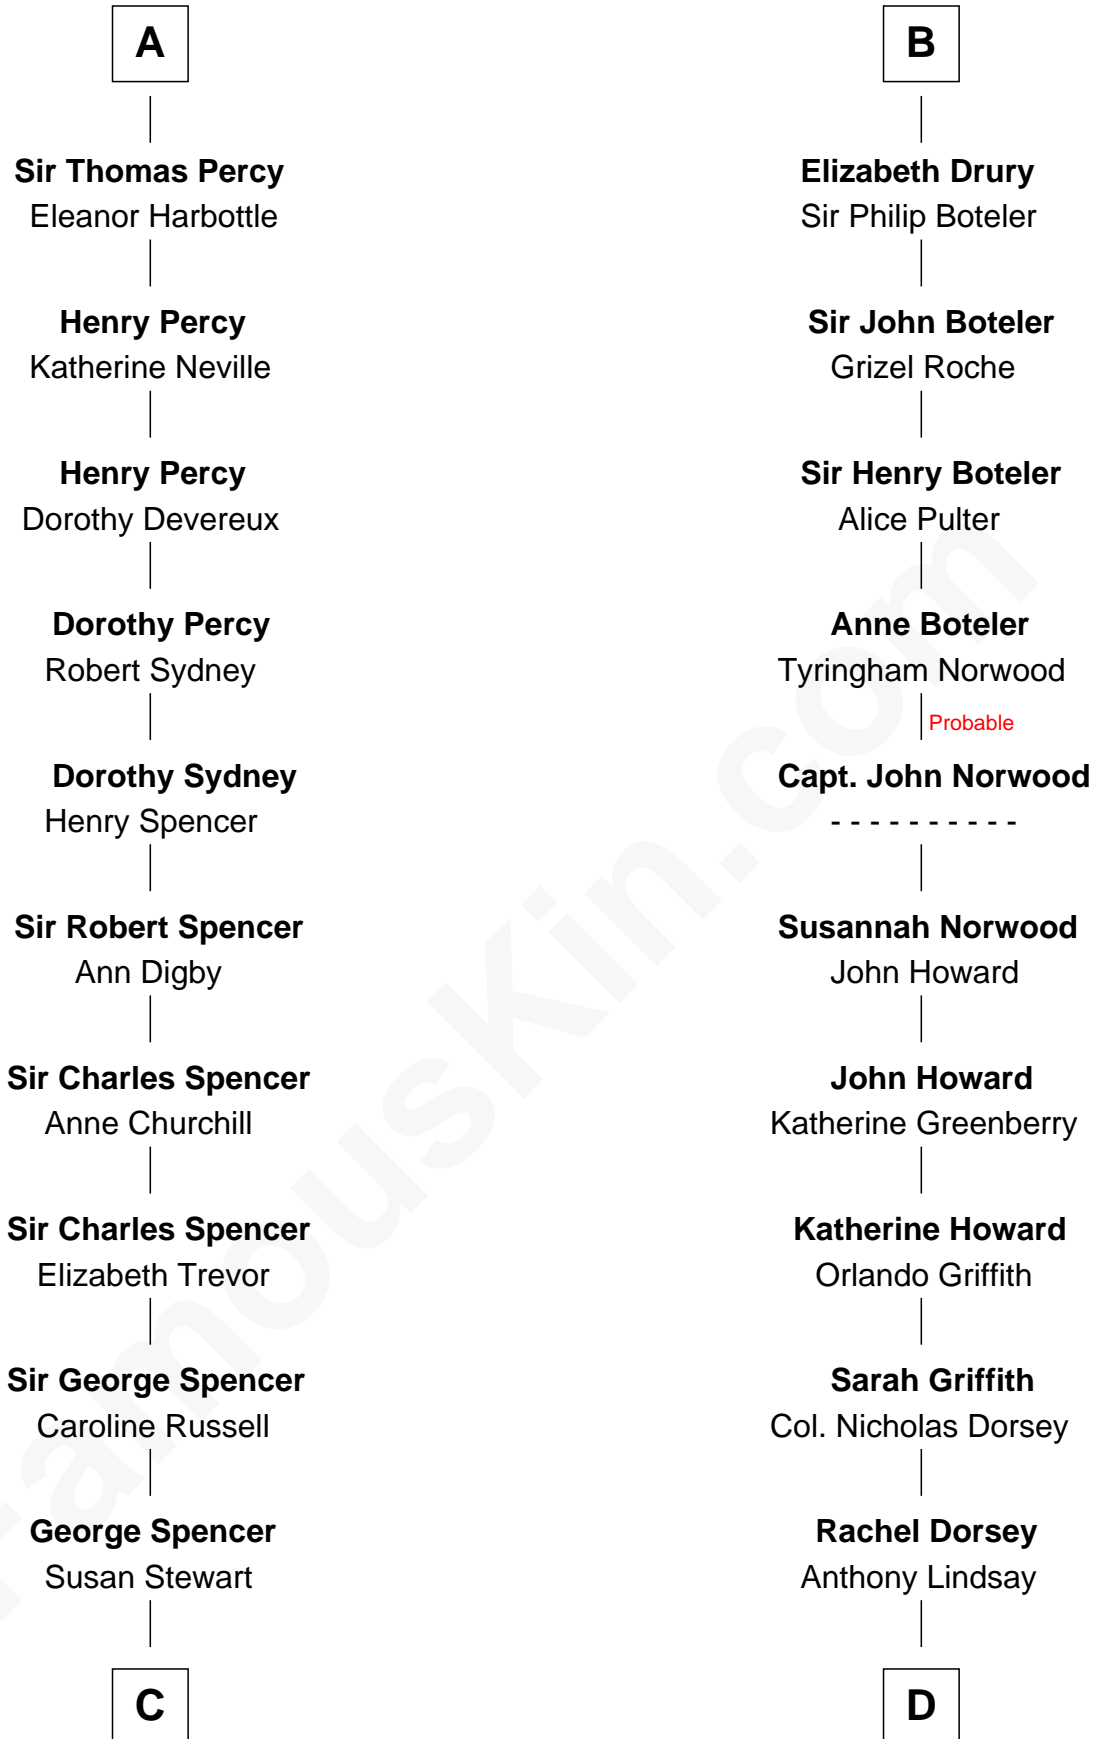 A
Sir Thomas Percy
Eleanor Harbottle
Henry Percy
Katherine Neville
Henry Percy
Dorothy Devereux
Dorothy Percy
Robert Sydney
Dorothy Sydney
Henry Spencer
Sir Robert Spencer
Ann Digby
Sir Charles Spencer
Anne Churchill
Sir Charles Spencer
Elizabeth Trevor
Sir George Spencer
Caroline Russell
George Spencer
Susan Stewart
C
B
Elizabeth Drury
Sir Philip Boteler
Sir John Boteler
Grizel Roche
Sir Henry Boteler
Alice Pulter
Anne Boteler
Tyringham Norwood
Probable
Capt. John Norwood
- - - - - - - - - -
Susannah Norwood
John Howard
John Howard
Katherine Greenberry
Katherine Howard
Orlando Griffith
Sarah Griffith
Col. Nicholas Dorsey
Rachel Dorsey
Anthony Lindsay
D
FamousKin.com